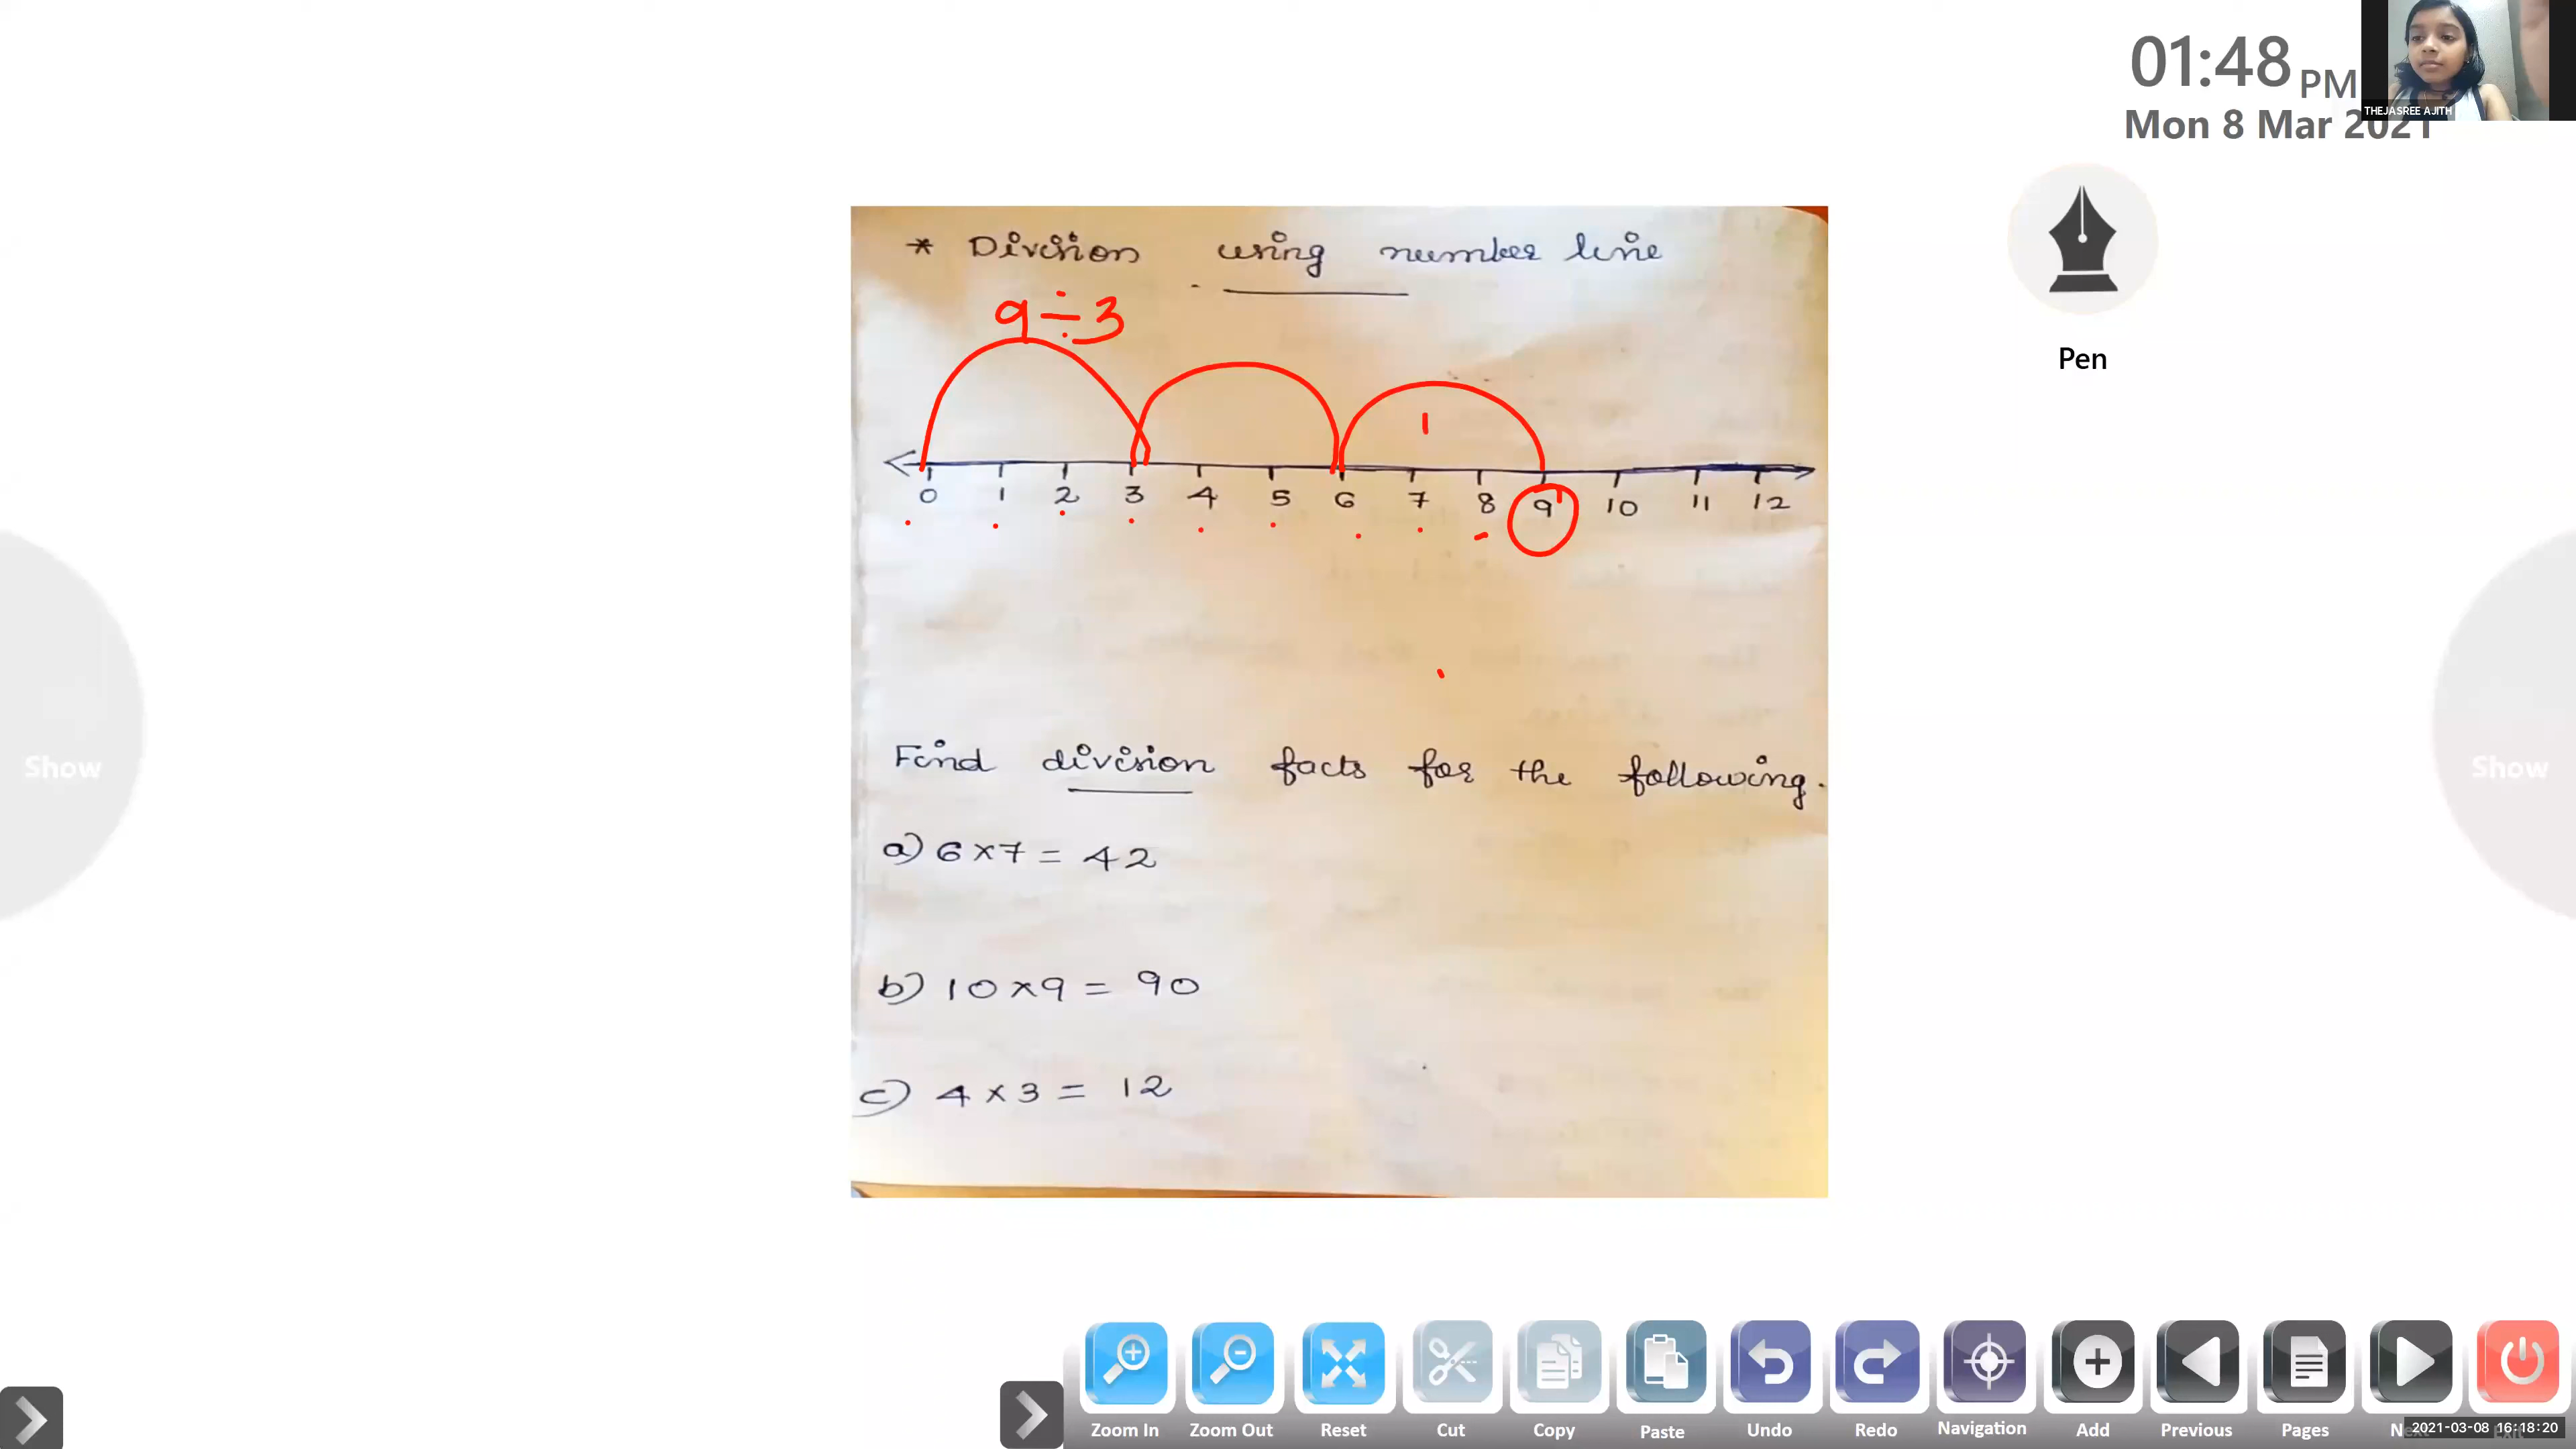 01:48 PM
THEJASREE AJITH
Mon 8 Mar 2021
Pen
* Division using number line
9÷3
1
0 1 2 3 4 5 6 7 8 9 10 11 12
Show
Show
Find division facts for the following.
a) 6×7 = 42
b) 10×9 = 90
c) 4×3 = 12
Zoom In Zoom Out Reset Cut Copy Paste Undo Redo Navigation Add Previous Pages
2021-03-08 16:18:20